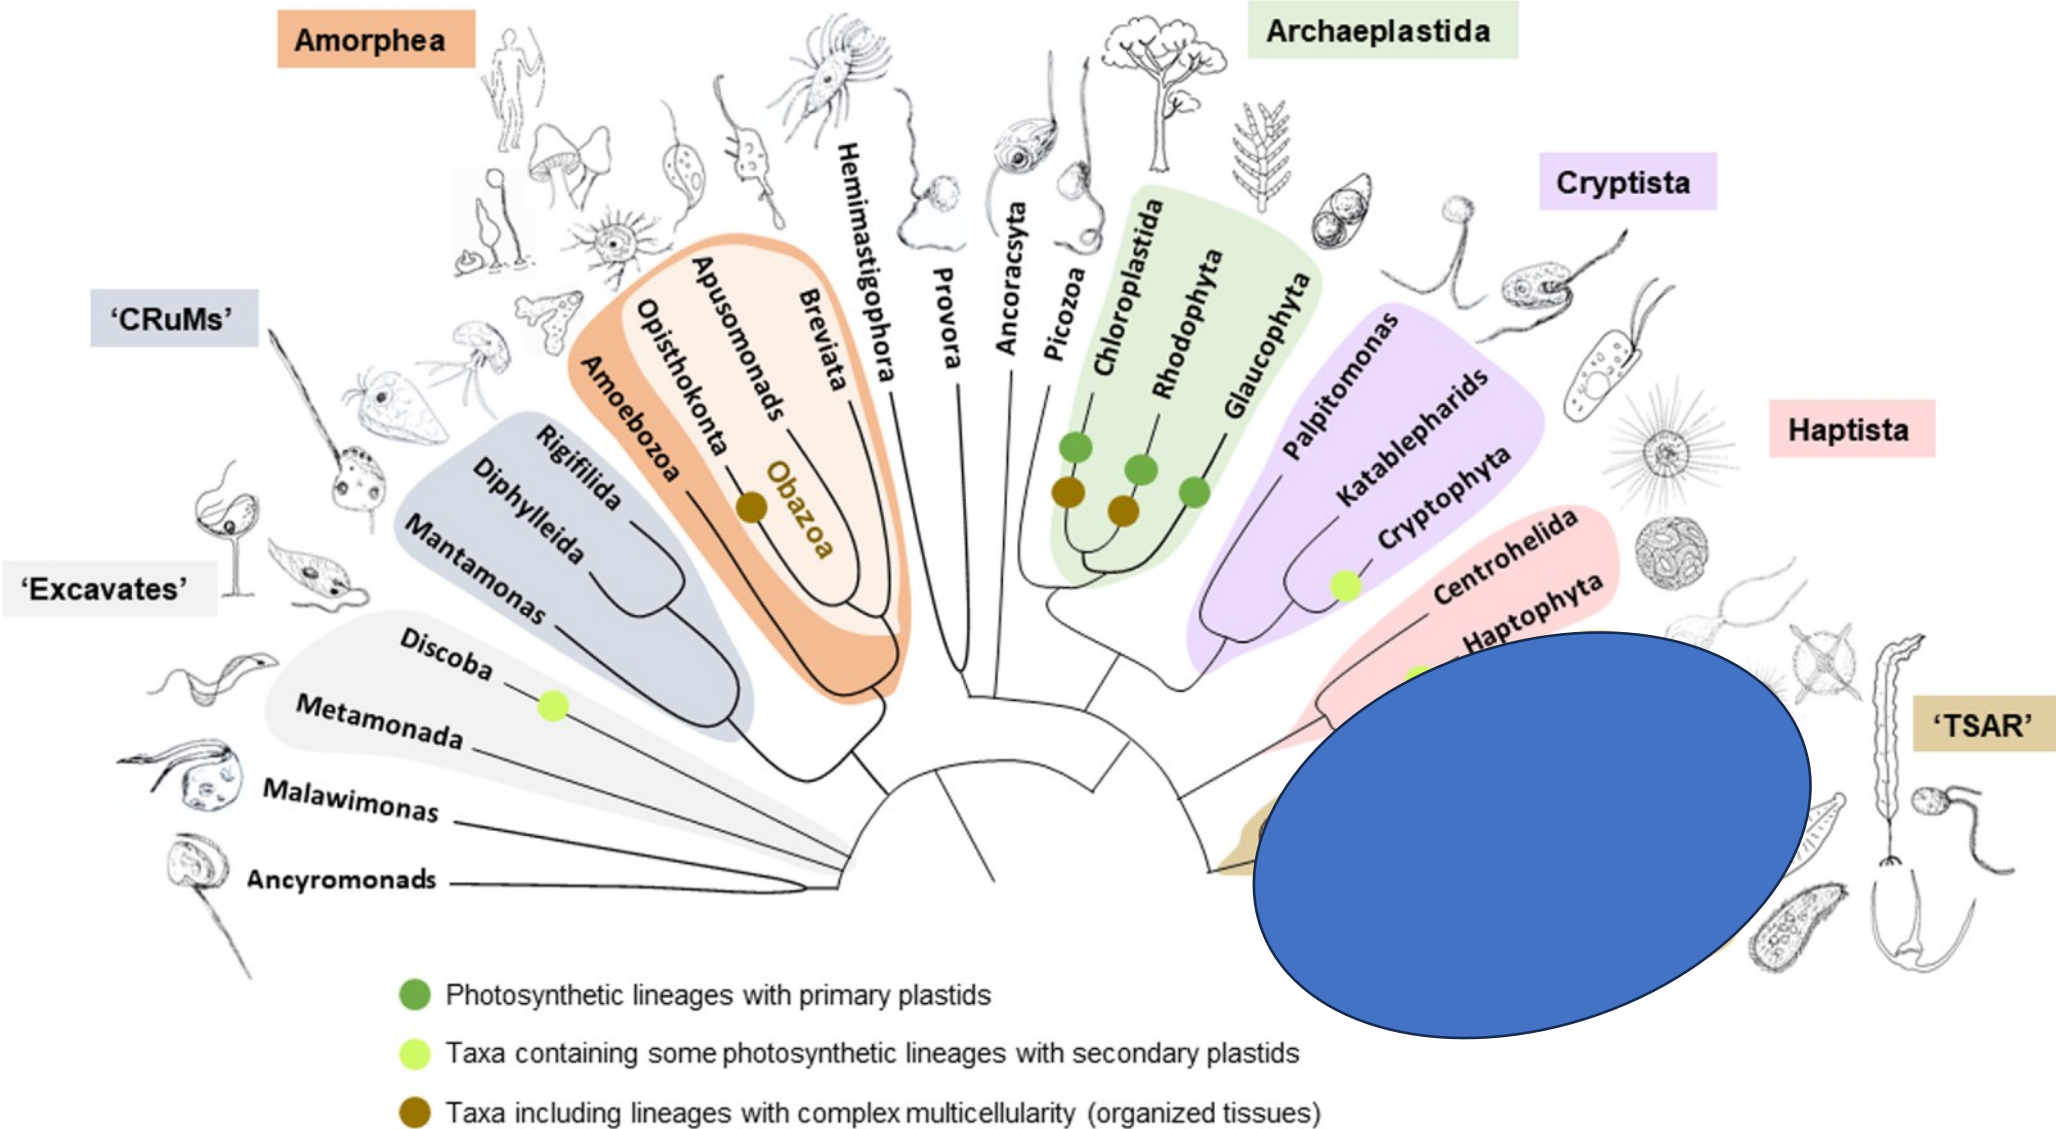 Amorphea
Archaeplastida
Cryptista
‘CRuMs’
Haptista
‘Excavates’
‘TSAR’
Ancyromonads
Malawimonas
Metamonada
Discoba
Mantamonas
Diphylleida
Rigifilida
Amoebozoa
Opisthokonta
Obazoa
Apusomonads
Breviata
Hemimastigophora
Provora
Ancoracsyta
Picozoa
Chloroplastida
Rhodophyta
Glaucophyta
Palpitomonas
Katablepharids
Cryptophyta
Centrohelida
Haptophyta
Photosynthetic lineages with primary plastids
Taxa containing some photosynthetic lineages with secondary plastids
Taxa including lineages with complex multicellularity (organized tissues)